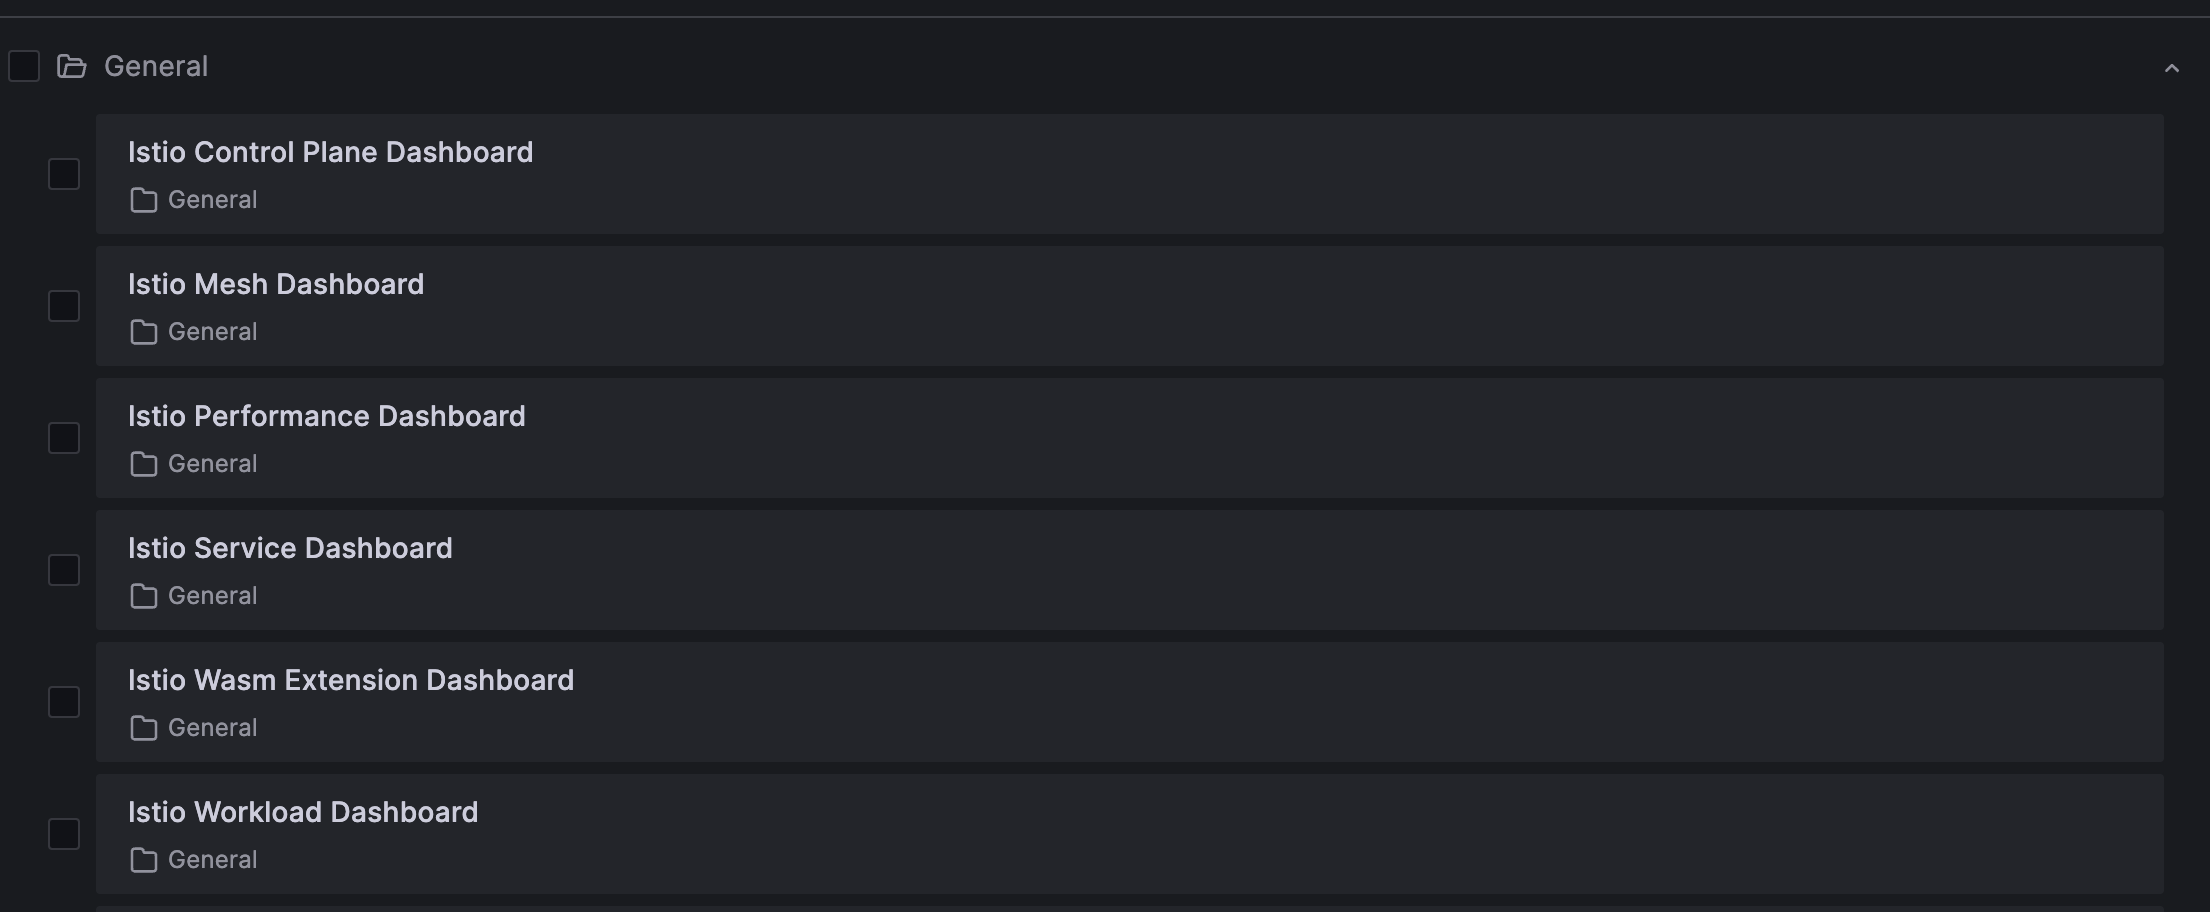 General
Istio Control Plane Dashboard
General
Istio Mesh Dashboard
General
Istio Performance Dashboard
General
Istio Service Dashboard
General
Istio Wasm Extension Dashboard
General
Istio Workload Dashboard
General